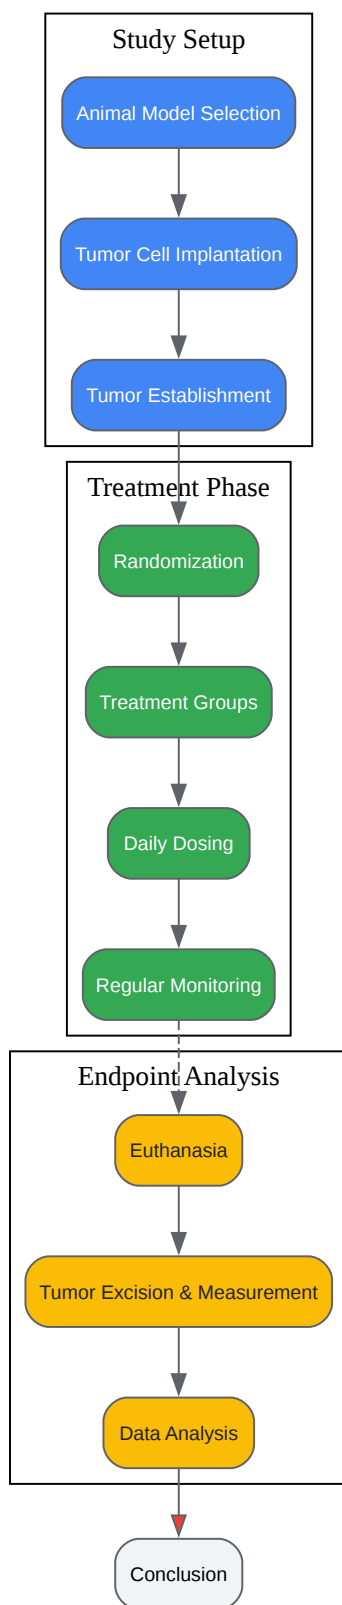 Study Setup
Animal Model Selection
Tumor Cell Implantation
Tumor Establishment
Treatment Phase
Randomization
Treatment Groups
Daily Dosing
Regular Monitoring
Endpoint Analysis
Euthanasia
Tumor Excision & Measurement
Data Analysis
Conclusion